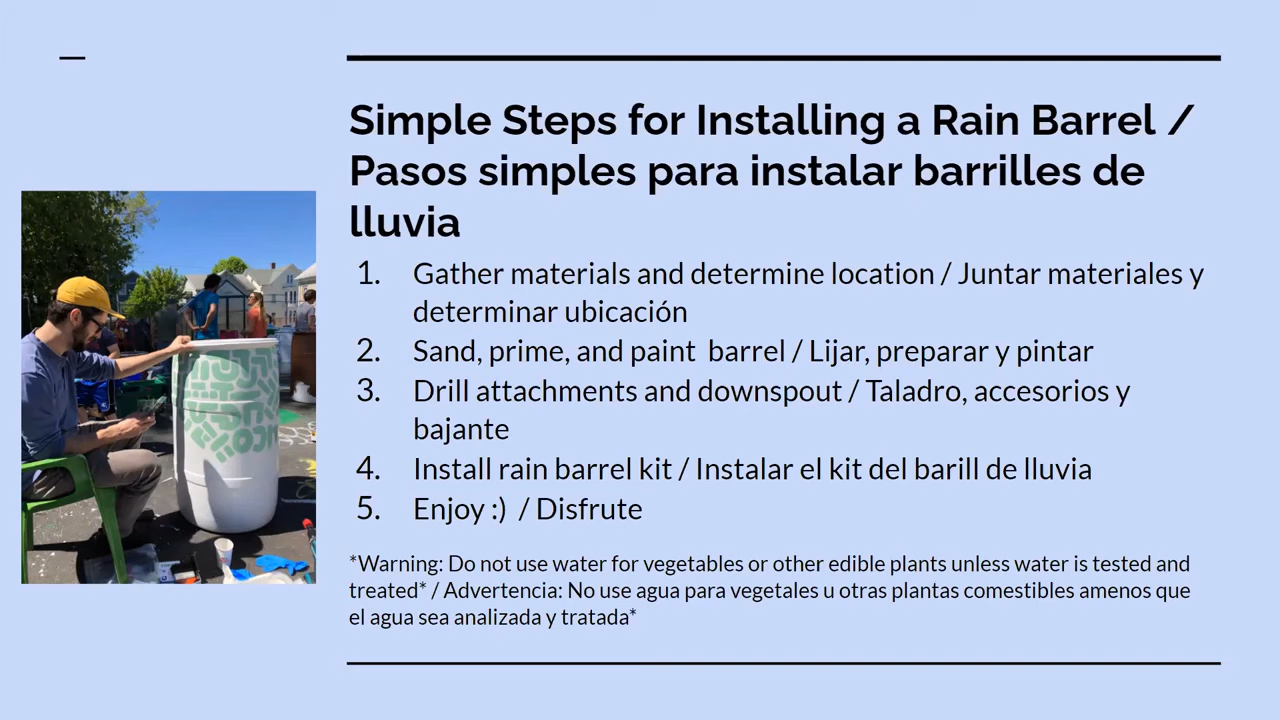 Simple Steps for Installing a Rain Barrel /
Pasos simples para instalar barrilles de
lluvia
1. Gather materials and determine location / Juntar materiales y
determinar ubicación
2. Sand, prime, and paint  barrel / Lijar, preparar y pintar
3. Drill attachments and downspout / Taladro, accesorios y
bajante
4. Install rain barrel kit / Instalar el kit del barill de lluvia
5. Enjoy :)  / Disfrute
*Warning: Do not use water for vegetables or other edible plants unless water is tested and
treated* / Advertencia: No use agua para vegetales u otras plantas comestibles amenos que
el agua sea analizada y tratada*